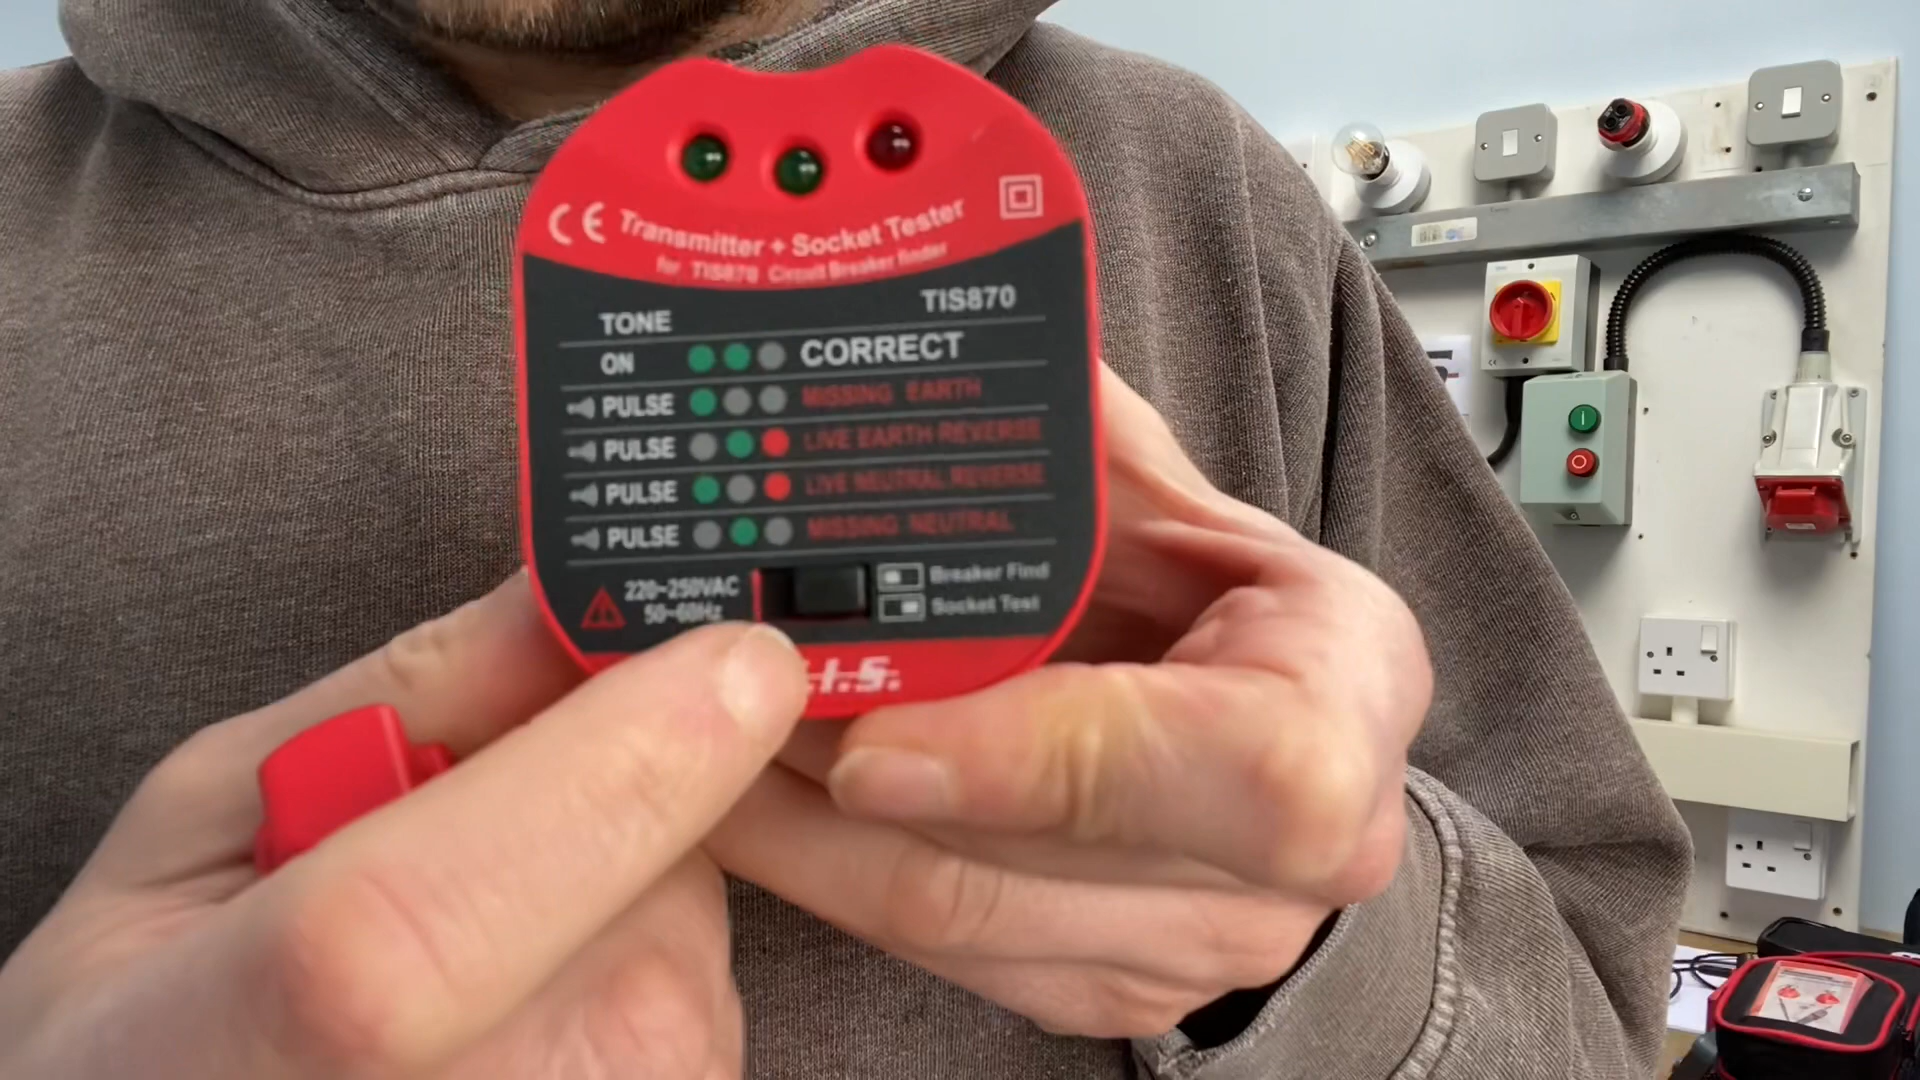 CE Transmitter + Socket Tester
for TIS870 Circuit Breaker finder
TIS870
TONE
ON CORRECT
PULSE MISSING EARTH
PULSE LIVE EARTH REVERSE
PULSE LIVE NEUTRAL REVERSE
PULSE MISSING NEUTRAL
220~250VAC
50~60Hz
Breaker Find
Socket Test
.I.S.